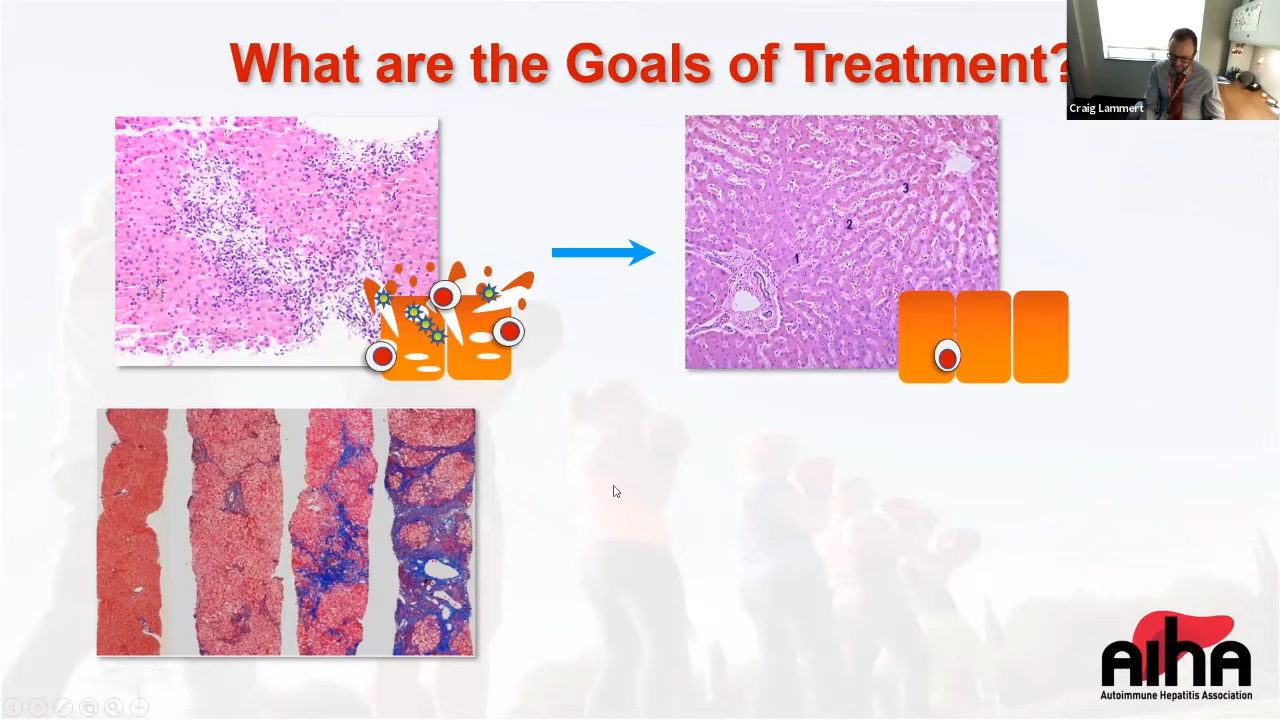 What are the Goals of Treatment?
Craig Lammert
3
2
1
AIHA
Autoimmune Hepatitis Association